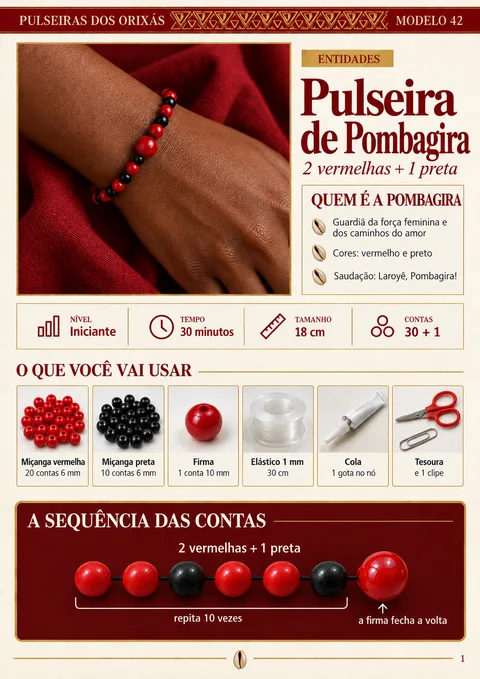 PULSEIRAS DOS ORIXÁS
MODELO 42
ENTIDADES
Pulseira
de Pombagira
2 vermelhas + 1 preta
QUEM É A POMBAGIRA
Guardiã da força feminina e
dos caminhos do amor
Cores: vermelho e preto
Saudação: Laroyê, Pombagira!
NÍVEL
Iniciante
TEMPO
30 minutos
TAMANHO
18 cm
CONTAS
30 + 1
O QUE VOCÊ VAI USAR
Miçanga vermelha
20 contas 6 mm
Miçanga preta
10 contas 6 mm
Firma
1 conta 10 mm
Elástico 1 mm
30 cm
Cola
1 gota no nó
Tesoura
e 1 clipe
A SEQUÊNCIA DAS CONTAS
2 vermelhas + 1 preta
repita 10 vezes
a firma fecha a volta
1